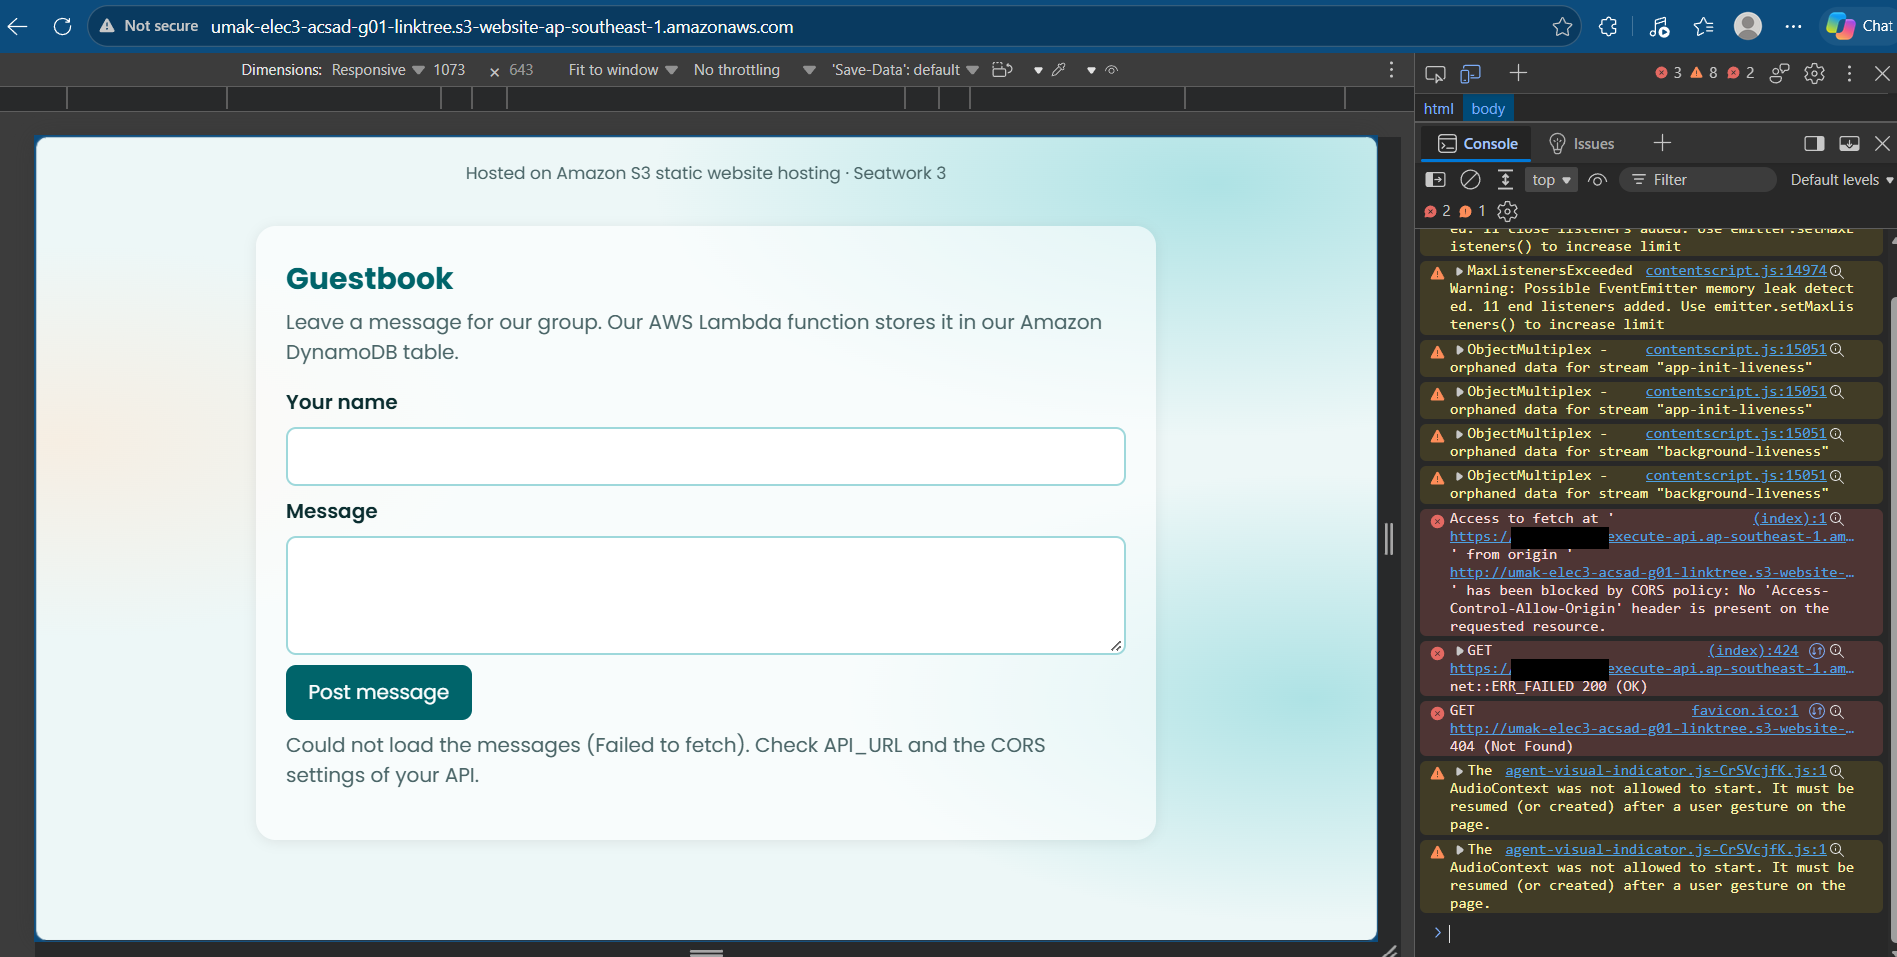 Not secure umak-elec3-acsad-g01-linktree.s3-website-ap-southeast-1.amazonaws.com
Chat
Dimensions: Responsive 1073 × 643 Fit to window No throttling 'Save-Data': default
3 8 2
html body
Console Issues
top Filter Default levels
2 1
Hosted on Amazon S3 static website hosting · Seatwork 3
Guestbook
Leave a message for our group. Our AWS Lambda function stores it in our Amazon
DynamoDB table.
Your name
Message
Post message
Could not load the messages (Failed to fetch). Check API_URL and the CORS
settings of your API.
ed. 11 close listeners added. Use emitter.setMaxL
isteners() to increase limit
MaxListenersExceeded contentscript.js:14974
Warning: Possible EventEmitter memory leak detect
ed. 11 end listeners added. Use emitter.setMaxLis
teners() to increase limit
ObjectMultiplex - contentscript.js:15051
orphaned data for stream "app-init-liveness"
ObjectMultiplex - contentscript.js:15051
orphaned data for stream "app-init-liveness"
ObjectMultiplex - contentscript.js:15051
orphaned data for stream "background-liveness"
ObjectMultiplex - contentscript.js:15051
orphaned data for stream "background-liveness"
Access to fetch at ' (index):1
https:/ execute-api.ap-southeast-1.am…
' from origin '
http://umak-elec3-acsad-g01-linktree.s3-website-…
' has been blocked by CORS policy: No 'Access-
Control-Allow-Origin' header is present on the
requested resource.
GET (index):424
https:/ execute-api.ap-southeast-1.am…
net::ERR_FAILED 200 (OK)
GET favicon.ico:1
http://umak-elec3-acsad-g01-linktree.s3-website-…
404 (Not Found)
The agent-visual-indicator.js-CrSVcjfK.js:1
AudioContext was not allowed to start. It must be
resumed (or created) after a user gesture on the
page.
The agent-visual-indicator.js-CrSVcjfK.js:1
AudioContext was not allowed to start. It must be
resumed (or created) after a user gesture on the
page.